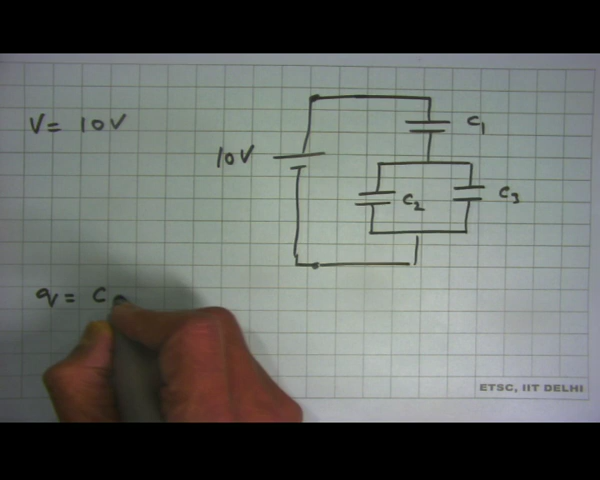 V = 10V
10V
C1
C2
C3
q = C
ETSC, IIT DELHI